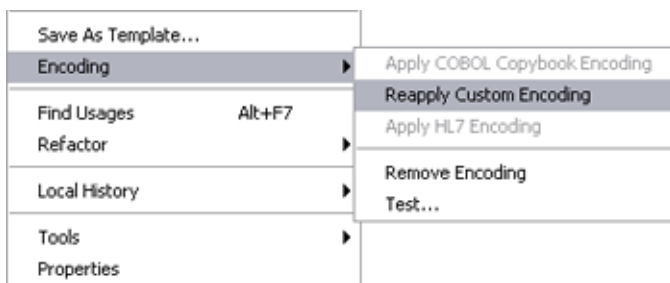 Save As Template...
Encoding
Find Usages Alt+F7
Refactor
Local History
Tools
Properties
Apply COBOL Copybook Encoding
Reapply Custom Encoding
Apply HL7 Encoding
Remove Encoding
Test...